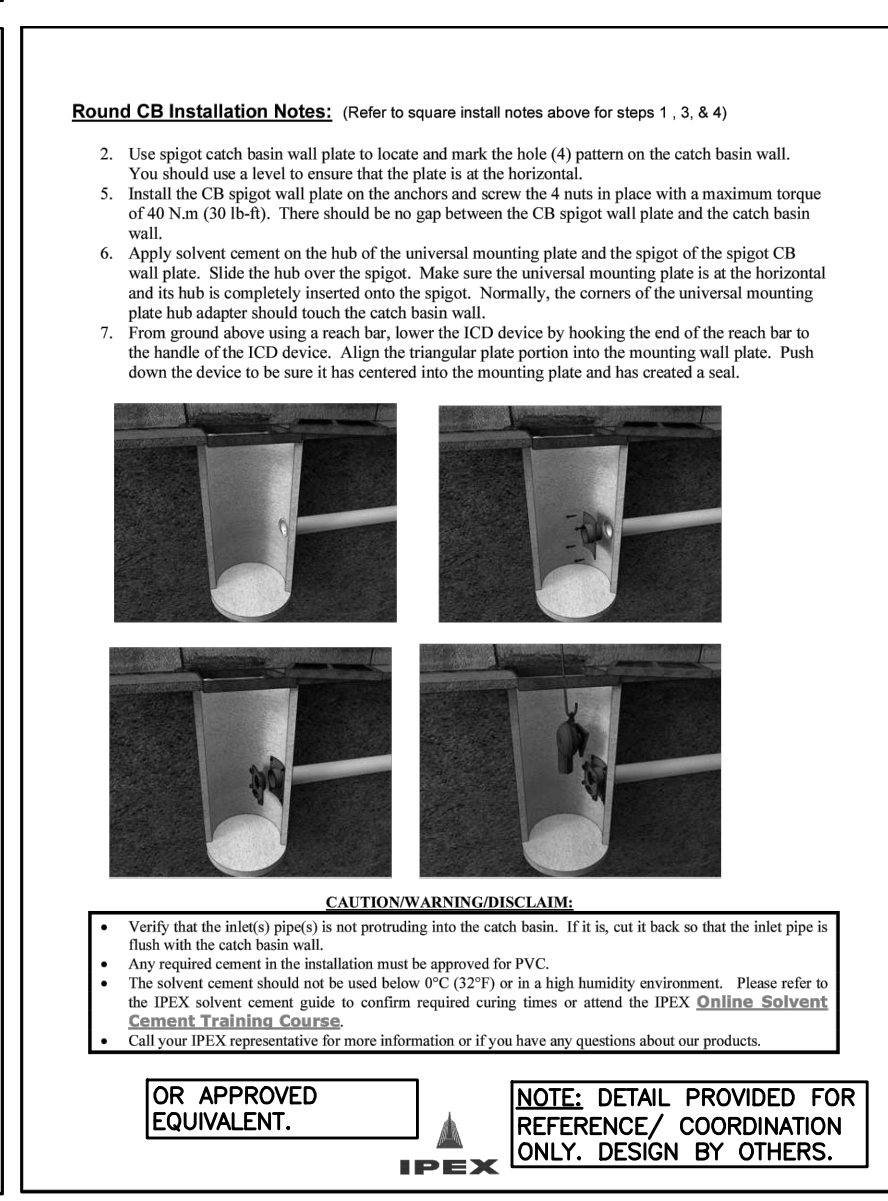 Round CB Installation Notes: (Refer to square install notes above for steps 1 , 3, & 4)
2. Use spigot catch basin wall plate to locate and mark the hole (4) pattern on the catch basin wall.
You should use a level to ensure that the plate is at the horizontal.
5. Install the CB spigot wall plate on the anchors and screw the 4 nuts in place with a maximum torque
of 40 N.m (30 lb-ft). There should be no gap between the CB spigot wall plate and the catch basin
wall.
6. Apply solvent cement on the hub of the universal mounting plate and the spigot of the spigot CB
wall plate. Slide the hub over the spigot. Make sure the universal mounting plate is at the horizontal
and its hub is completely inserted onto the spigot. Normally, the corners of the universal mounting
plate hub adapter should touch the catch basin wall.
7. From ground above using a reach bar, lower the ICD device by hooking the end of the reach bar to
the handle of the ICD device. Align the triangular plate portion into the mounting wall plate. Push
down the device to be sure it has centered into the mounting plate and has created a seal.
CAUTION/WARNING/DISCLAIM:
• Verify that the inlet(s) pipe(s) is not protruding into the catch basin. If it is, cut it back so that the inlet pipe is
flush with the catch basin wall.
• Any required cement in the installation must be approved for PVC.
• The solvent cement should not be used below 0°C (32°F) or in a high humidity environment. Please refer to
the IPEX solvent cement guide to confirm required curing times or attend the IPEX Online Solvent
Cement Training Course.
• Call your IPEX representative for more information or if you have any questions about our products.
OR APPROVED
EQUIVALENT.
IPEX
NOTE: DETAIL PROVIDED FOR
REFERENCE/ COORDINATION
ONLY. DESIGN BY OTHERS.